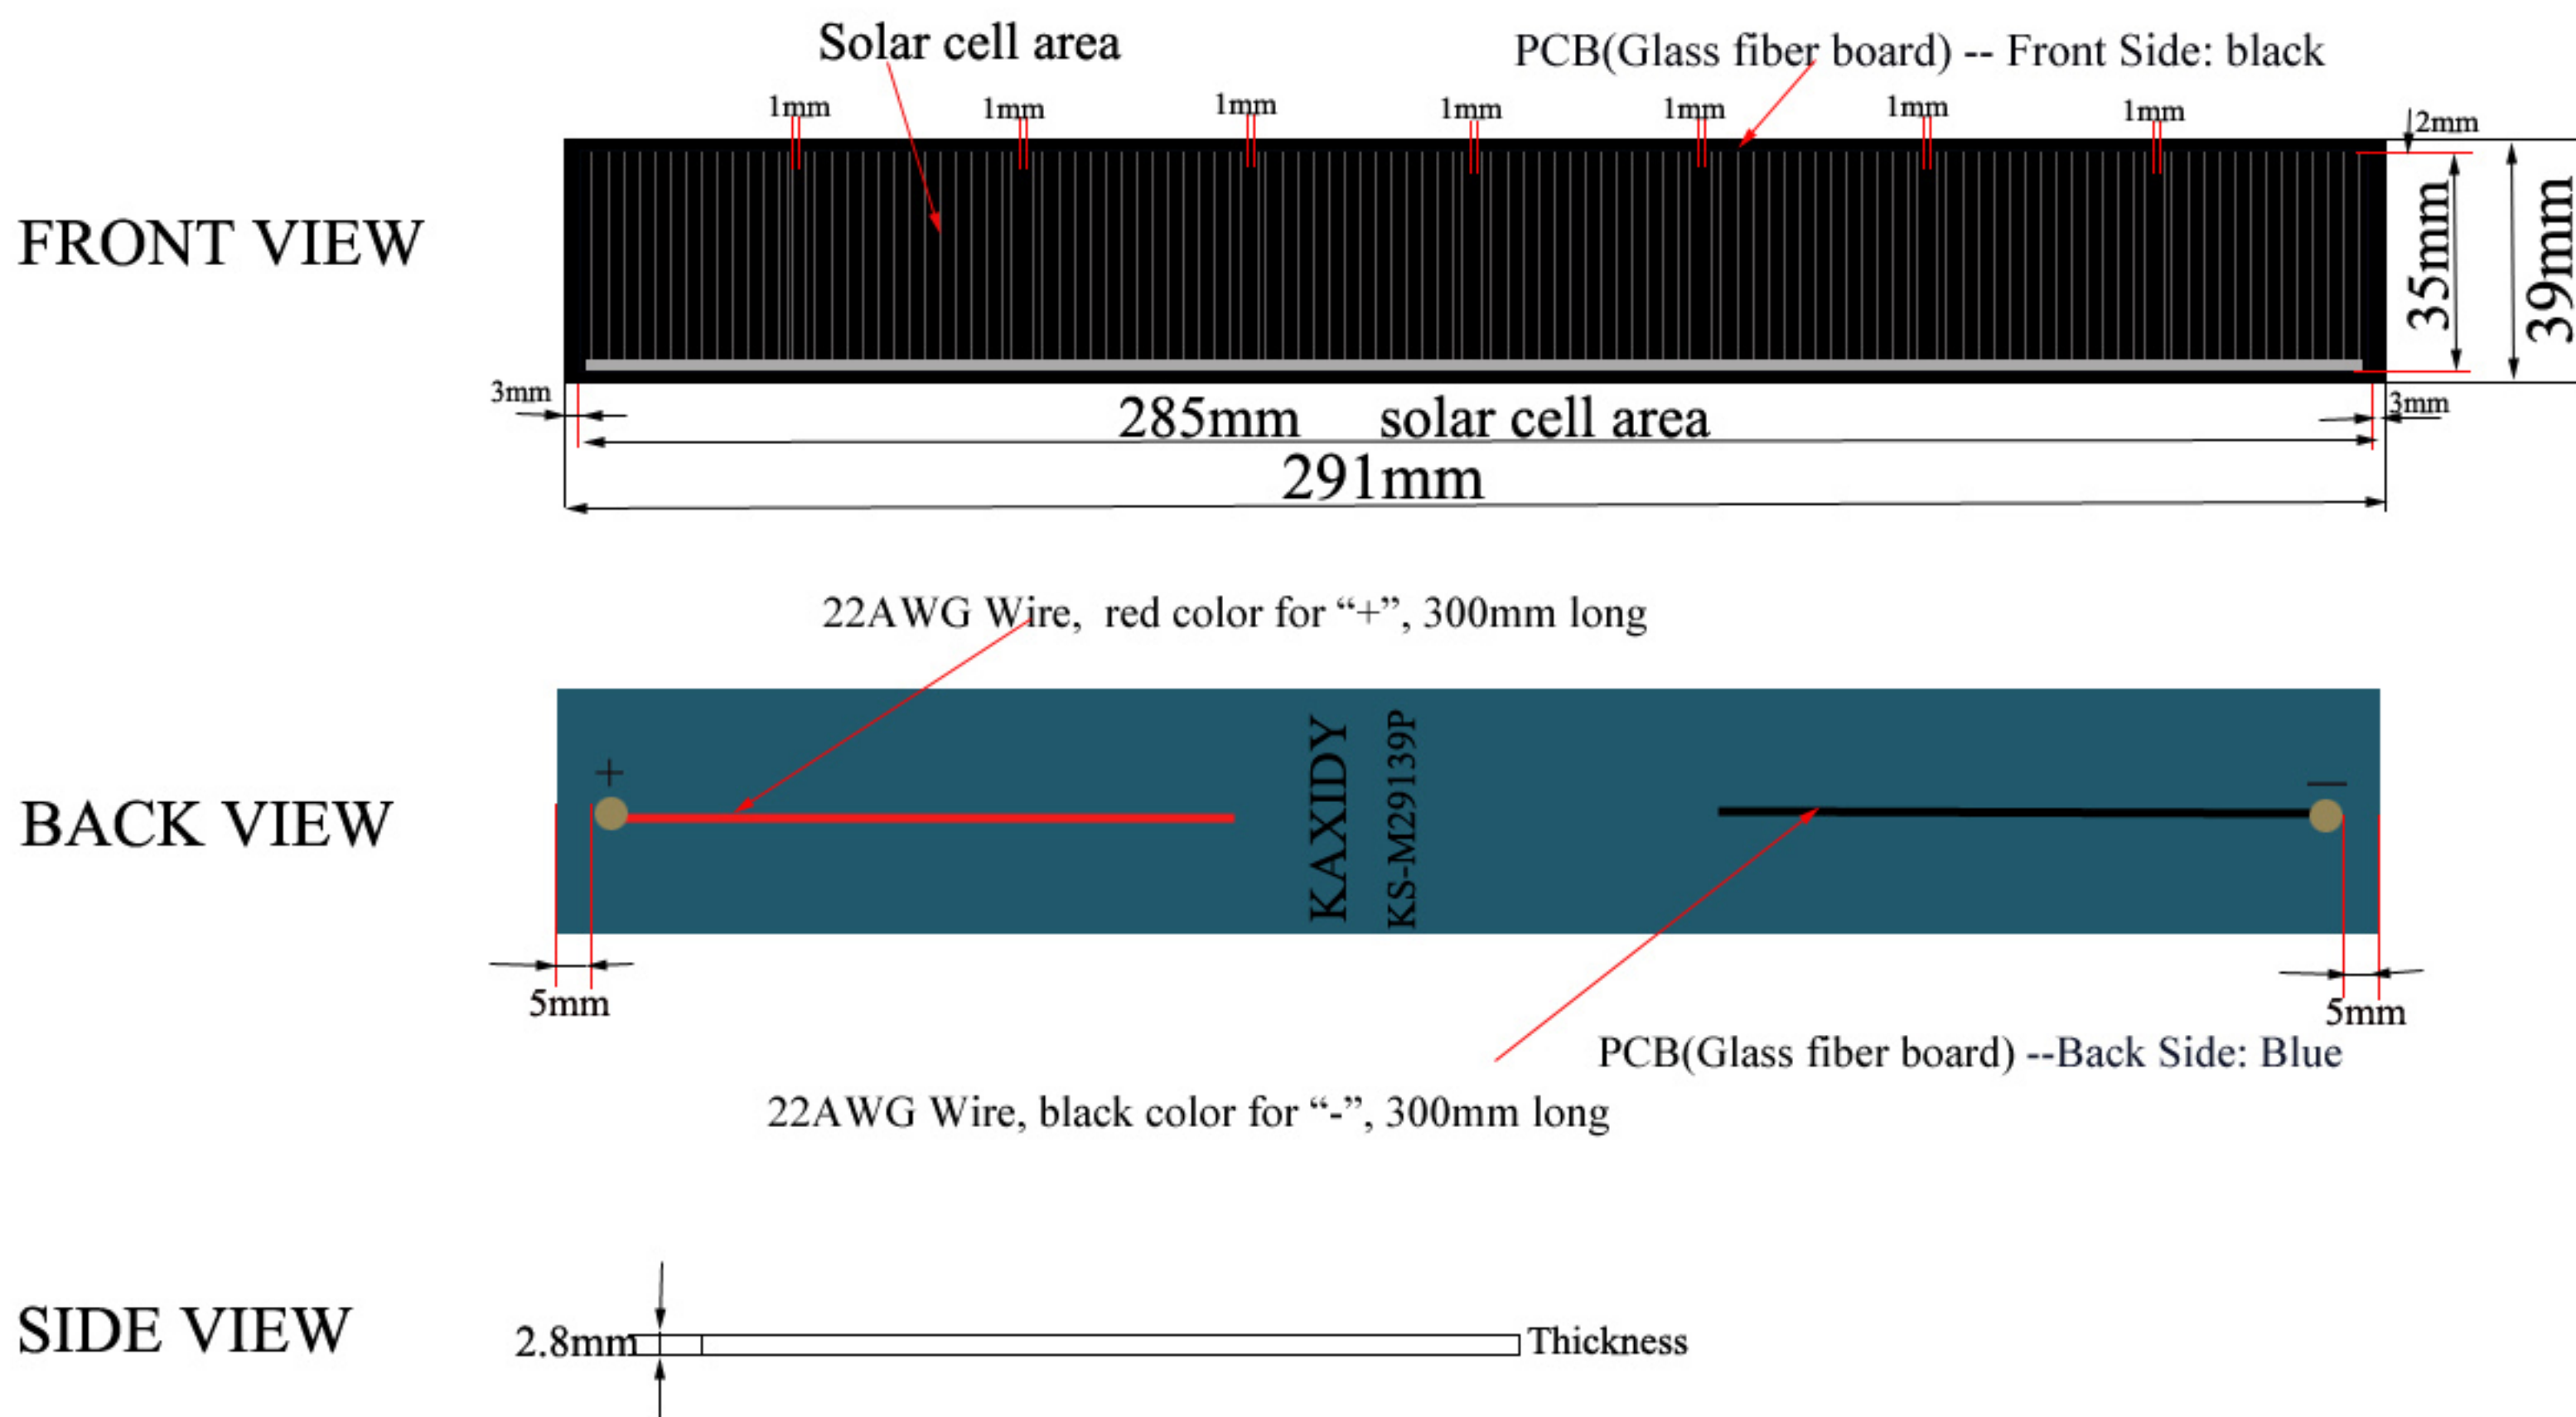 Solar cell area
PCB(Glass fiber board) -- Front Side: black
1mm
1mm
1mm
1mm
1mm
1mm
1mm
2mm
FRONT VIEW
35mm
39mm
3mm
285mm solar cell area
3mm
291mm
22AWG Wire, red color for “+”, 300mm long
BACK VIEW
+
KAXIDY
KS-M29139P
—
5mm
5mm
PCB(Glass fiber board) --Back Side: Blue
22AWG Wire, black color for “-”, 300mm long
SIDE VIEW
2.8mm
Thickness